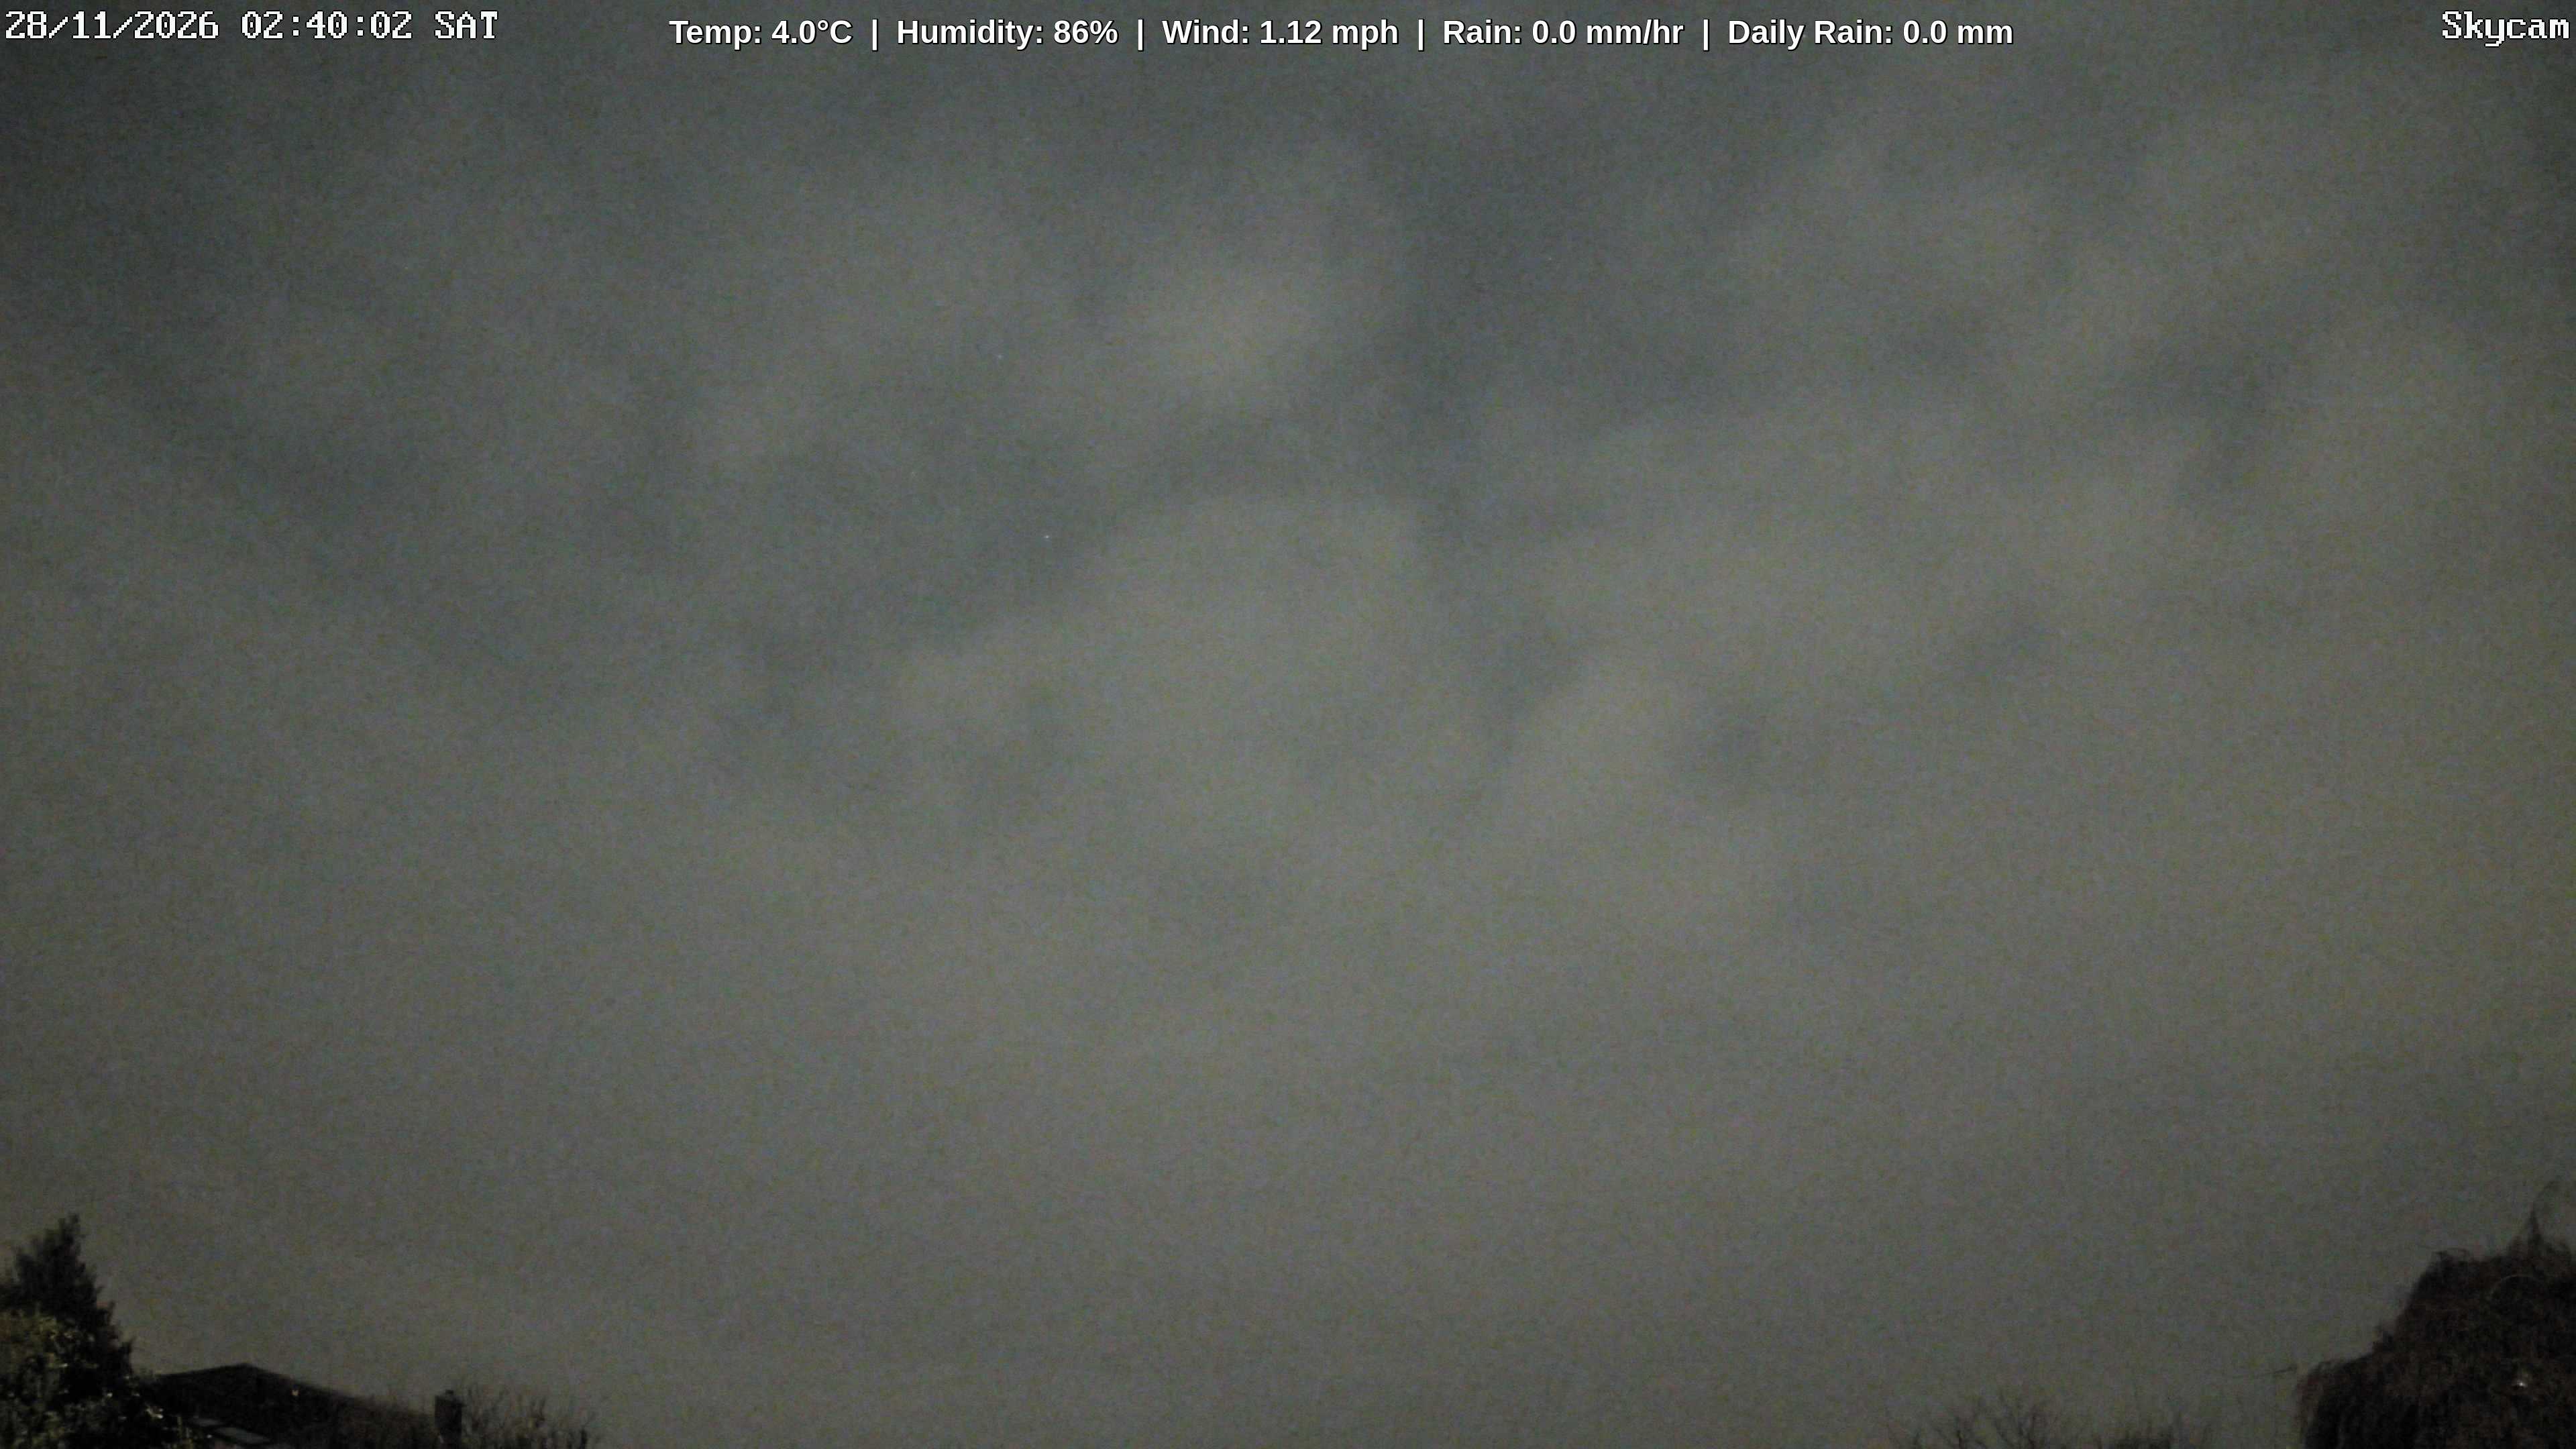 28/11/2026 02:40:02 SAT
Temp: 4.0°C | Humidity: 86% | Wind: 1.12 mph | Rain: 0.0 mm/hr | Daily Rain: 0.0 mm
Skycam